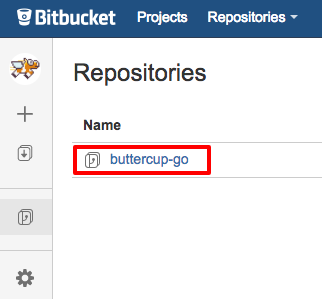 Bitbucket Projects Repositories
Repositories
Name
buttercup-go